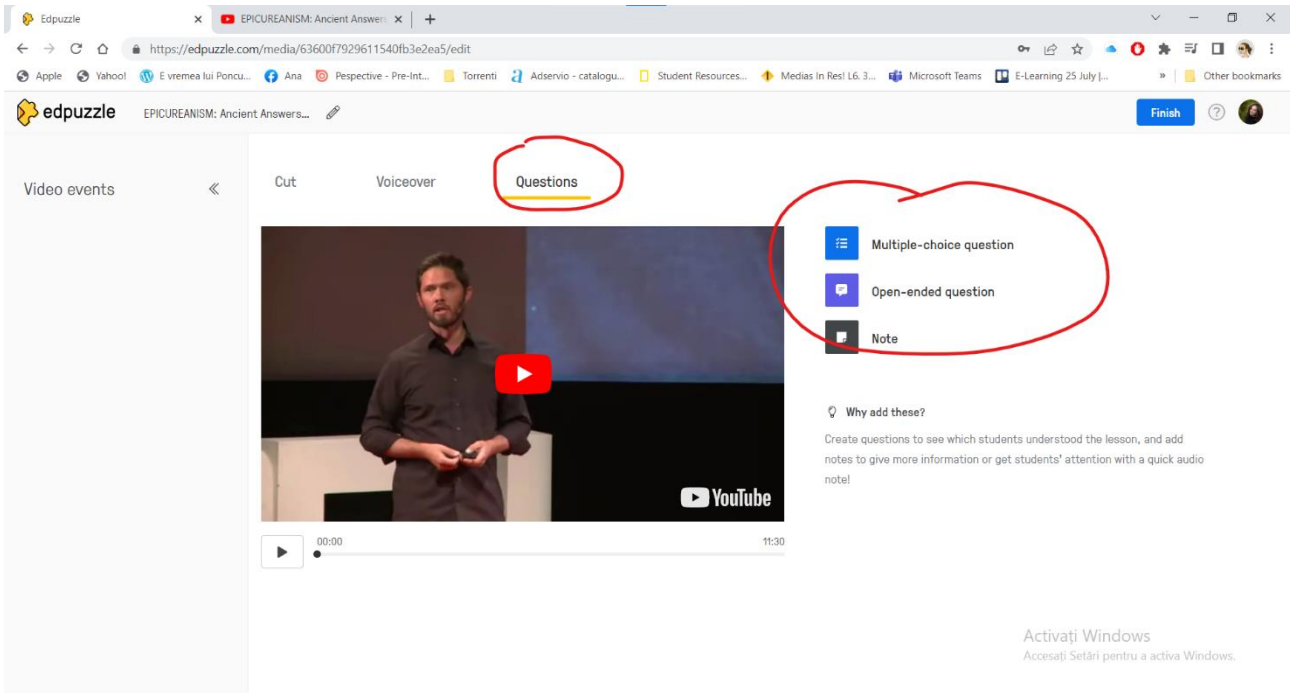 Edpuzzle
EPICUREANISM: Ancient Answers
https://edpuzzle.com/media/63600f7929611540fb3e2ea5/edit
Apple Yahoo! E vremea lui Poncu... Ana Pespective - Pre-Int... Torrenti Adservio - catalogu... Student Resources... Medias In Res! L6. 3... Microsoft Teams E-Learning 25 July |... » Other bookmarks
edpuzzle EPICUREANISM: Ancient Answers... Finish ?
Video events «
Cut Voiceover Questions
Multiple-choice question
Open-ended question
Note
Why add these?
Create questions to see which students understood the lesson, and add
notes to give more information or get students' attention with a quick audio
note!
YouTube
00:00 11:30
Activați Windows
Accesați Setări pentru a activa Windows.